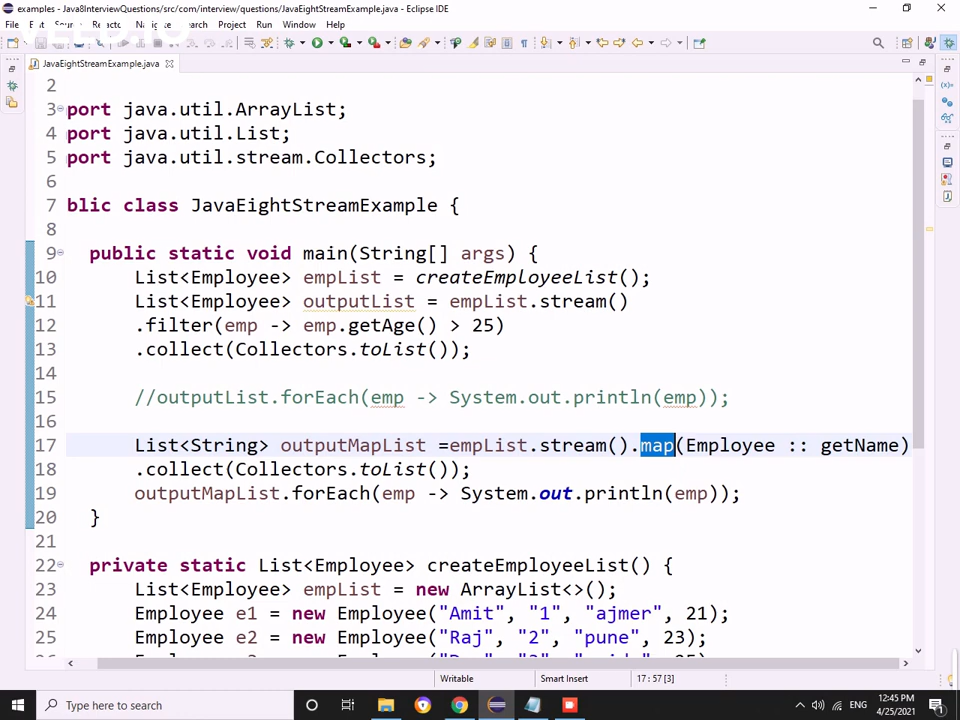 examples - Java8InterviewQuestions/src/com/interview/questions/JavaEightStreamExample.java - Eclipse IDE
Search Project Run Window Help
JavaEightStreamExample.java
2
3 port java.util.ArrayList;
4 port java.util.List;
5 port java.util.stream.Collectors;
6
7 blic class JavaEightStreamExample {
8
9 public static void main(String[] args) {
10 List<Employee> empList = createEmployeeList();
11 List<Employee> outputList = empList.stream()
12 .filter(emp -> emp.getAge() > 25)
13 .collect(Collectors.toList());
14
15 //outputList.forEach(emp -> System.out.println(emp));
16
17 List<String> outputMapList =empList.stream().map(Employee :: getName)
18 .collect(Collectors.toList());
19 outputMapList.forEach(emp -> System.out.println(emp));
20 }
21
22 private static List<Employee> createEmployeeList() {
23 List<Employee> empList = new ArrayList<>();
24 Employee e1 = new Employee("Amit", "1", "ajmer", 21);
25 Employee e2 = new Employee("Raj", "2", "pune", 23);
Writable Smart Insert 17 : 57 [3]
Type here to search
ENG
12:45 PM
4/25/2021